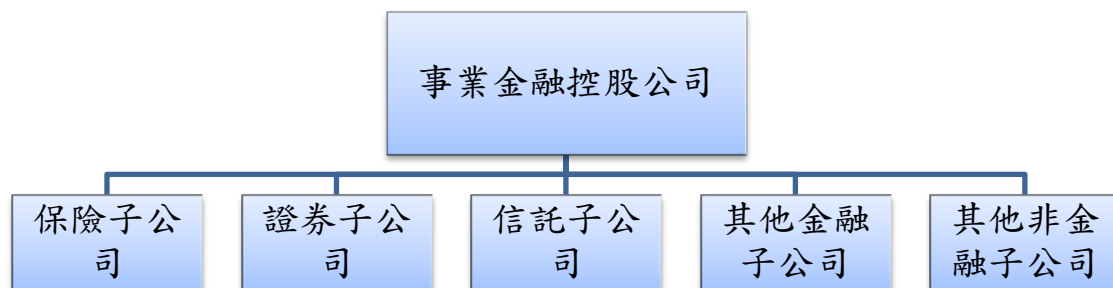 事業金融控股公司
保險子公
司
證券子公
司
信託子公
司
其他金融
子公司
其他非金
融子公司